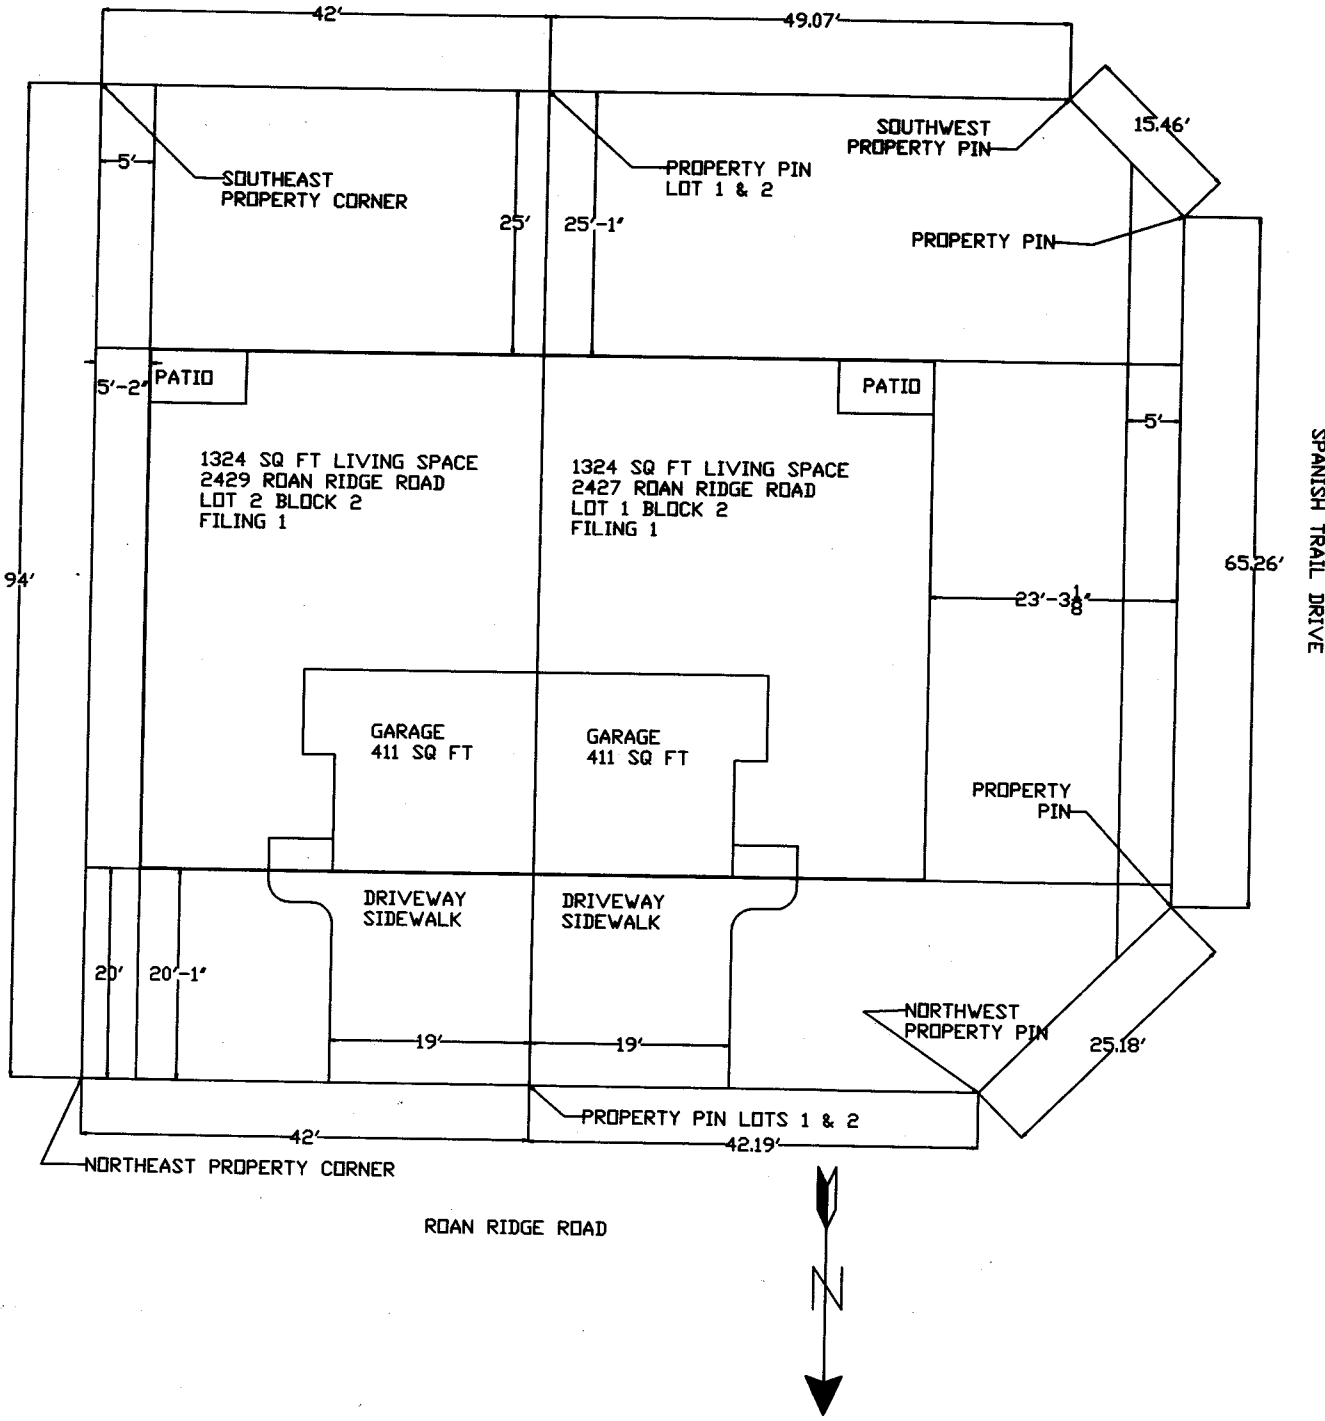 42'
49.07'
15.46'
SOUTHWEST
PROPERTY PIN
5'
SOUTHEAST
PROPERTY CORNER
PROPERTY PIN
LOT 1 & 2
25'
25'-1"
PROPERTY PIN
5'-2"
PATIO
PATIO
5'
1324 SQ FT LIVING SPACE
2429 ROAN RIDGE ROAD
LOT 2 BLOCK 2
FILING 1
1324 SQ FT LIVING SPACE
2427 ROAN RIDGE ROAD
LOT 1 BLOCK 2
FILING 1
SPANISH TRAIL DRIVE
94'
65.26'
23'-3 1/8"
GARAGE
411 SQ FT
GARAGE
411 SQ FT
PROPERTY
PIN
DRIVEWAY
SIDEWALK
DRIVEWAY
SIDEWALK
20'
20'-1"
NORTHWEST
PROPERTY PIN
25.18'
19'
19'
PROPERTY PIN LOTS 1 & 2
42'
42.19'
NORTHEAST PROPERTY CORNER
ROAN RIDGE ROAD
N